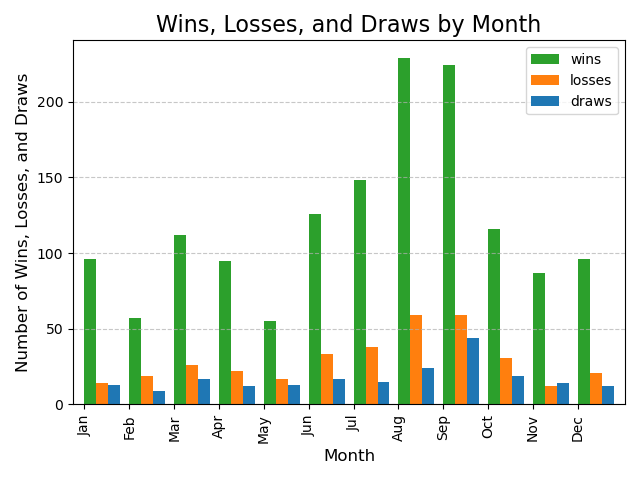 Wins, Losses, and Draws by Month
wins
losses
draws
Number of Wins, Losses, and Draws
200
150
100
50
0
Jan
Feb
Mar
Apr
May
Jun
Jul
Aug
Sep
Oct
Nov
Dec
Month